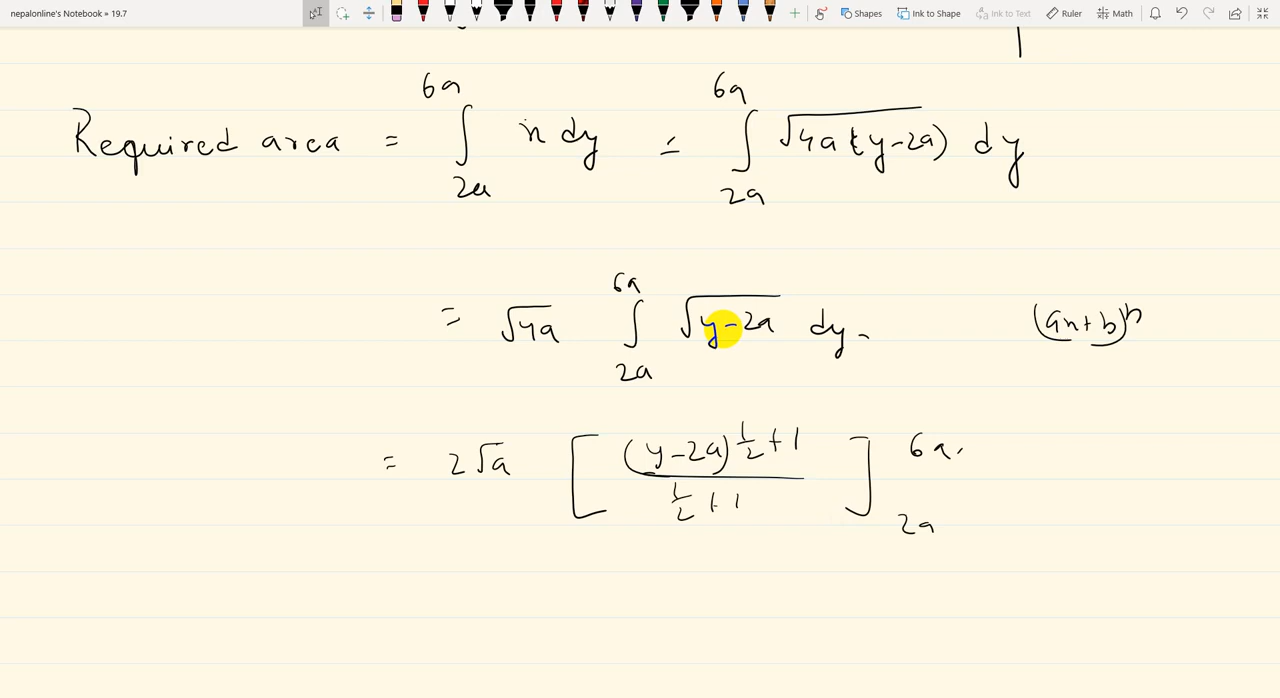 nepalonline's Notebook » 19.7
Shapes Ink to Shape Ink to Text Ruler Math
Required area = ∫_{2a}^{6a} x dy = ∫_{2a}^{6a} √(4a(y-2a)) dy
= √4a ∫_{2a}^{6a} √(y-2a) dy. (ax+b)^n
= 2√a [ (y-2a)^{1/2+1} / (1/2+1) ]_{2a}^{6a}.